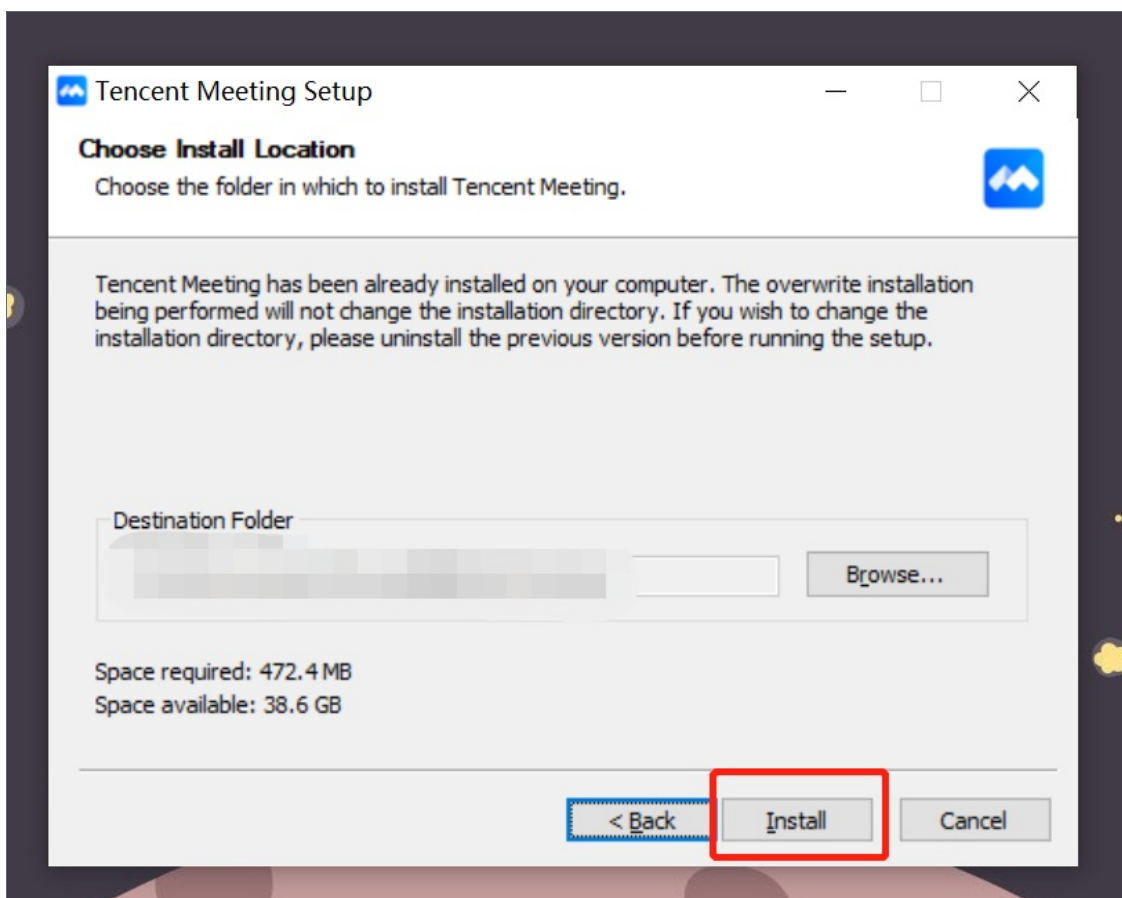 Tencent Meeting Setup
Choose Install Location
Choose the folder in which to install Tencent Meeting.
Tencent Meeting has been already installed on your computer. The overwrite installation
being performed will not change the installation directory. If you wish to change the
installation directory, please uninstall the previous version before running the setup.
Destination Folder
Browse...
Space required: 472.4 MB
Space available: 38.6 GB
< Back Install Cancel